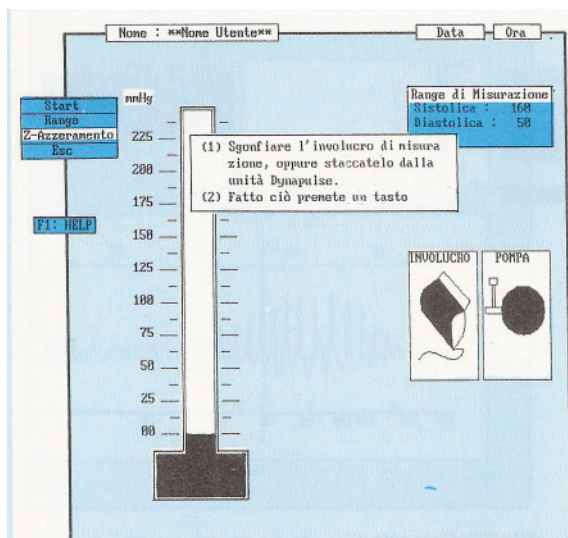 Nome : **Nome Utente**
Data
Ora
Start
Range
Z-Azzeramento
Esc
F1: HELP
mmHg
225
200
175
150
125
100
75
50
25
00
(1) Sgonfiare l'involucro di misura
zione, oppure staccatelo dalla
unità Dynapulse.
(2) Fatto ciò premete un tasto
Range di Misurazione
Sistolica : 160
Diastolica : 50
INVOLUCRO
POMPA